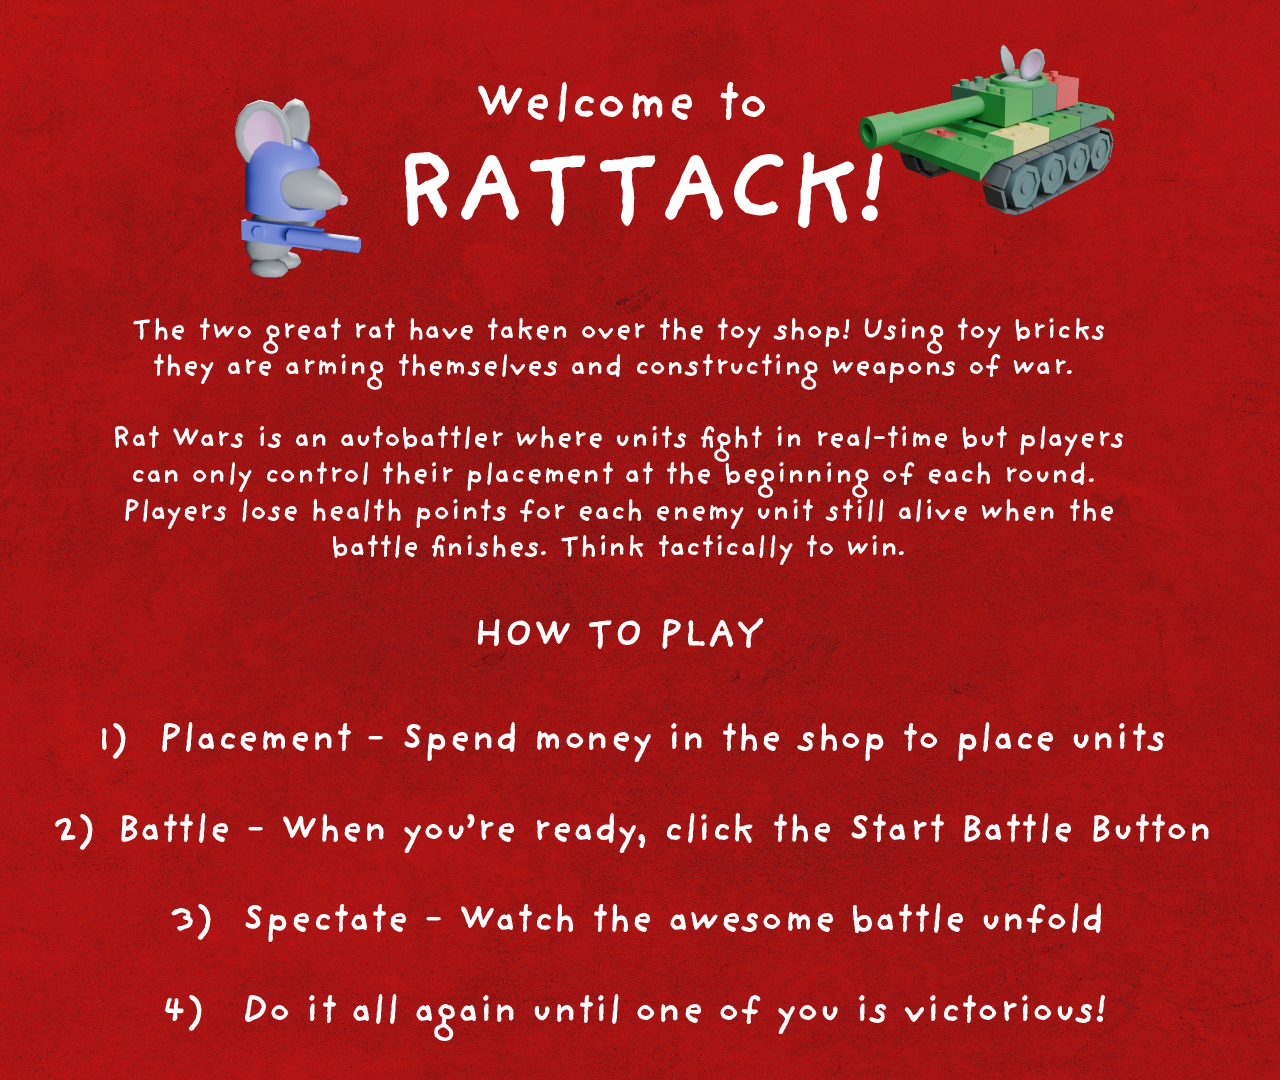 Welcome to
RATTACK!
The two great rat have taken over the toy shop! Using toy bricks
they are arming themselves and constructing weapons of war.
Rat Wars is an autobattler where units fight in real-time but players
can only control their placement at the beginning of each round.
Players lose health points for each enemy unit still alive when the
battle finishes. Think tactically to win.
HOW TO PLAY
1) Placement - Spend money in the shop to place units
2) Battle - When you're ready, click the Start Battle Button
3) Spectate - Watch the awesome battle unfold
4) Do it all again until one of you is victorious!